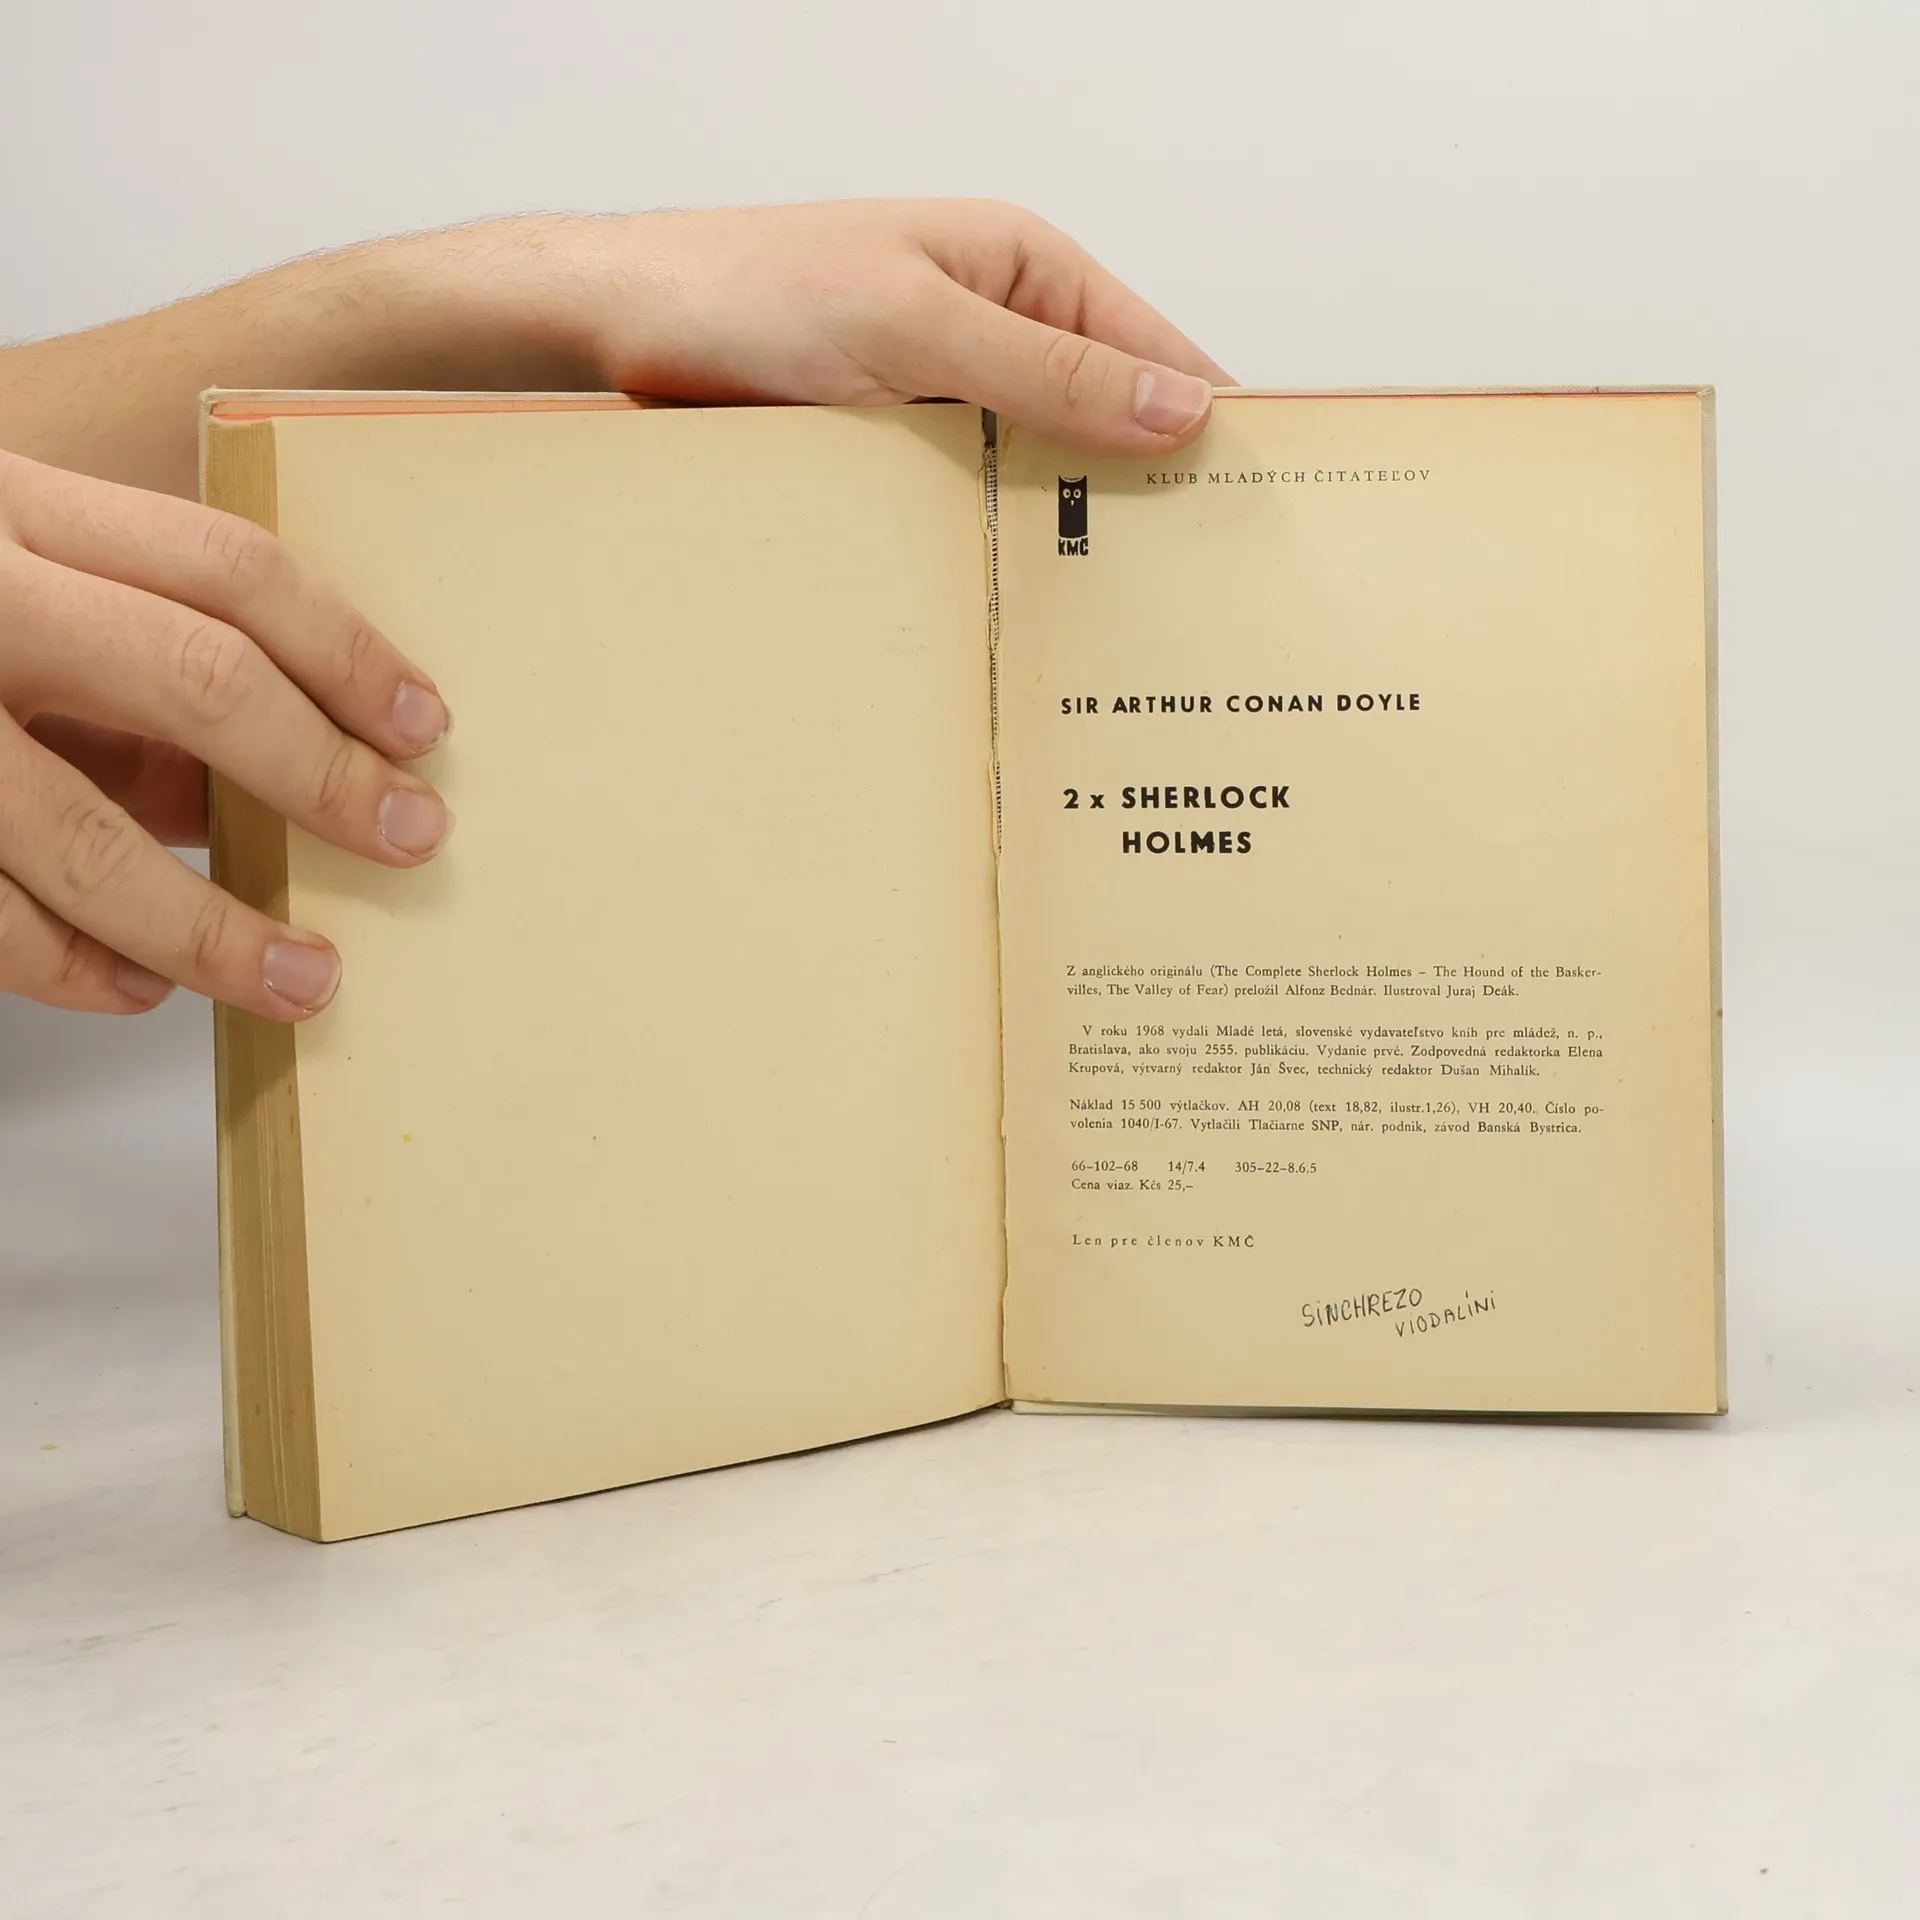 KLUB MLADÝCH ČITATEĽOV
KMČ
SIR ARTHUR CONAN DOYLE
2 x SHERLOCK
HOLMES
Z anglického originálu (The Complete Sherlock Holmes – The Hound of the Basker-
villes, The Valley of Fear) preložil Alfonz Bednár. Ilustroval Juraj Deák.
V roku 1968 vydali Mladé letá, slovenské vydavateľstvo kníh pre mládež, n. p.,
Bratislava, ako svoju 2555. publikáciu. Vydanie prvé. Zodpovedná redaktorka Elena
Krupová, výtvarný redaktor Ján Švec, technický redaktor Dušan Mihalík.
Náklad 15 500 výtlačkov. AH 20,08 (text 18,82, ilustr.1,26), VH 20,40. Číslo po-
volenia 1040/I-67. Vytlačili Tlačiarne SNP, nár. podnik, závod Banská Bystrica.
66–102–68 14/7.4 305–22–8.6.5
Cena viaz. Kčs 25,–
Len pre členov KMČ
SINCHREZO
VIODALÍNI